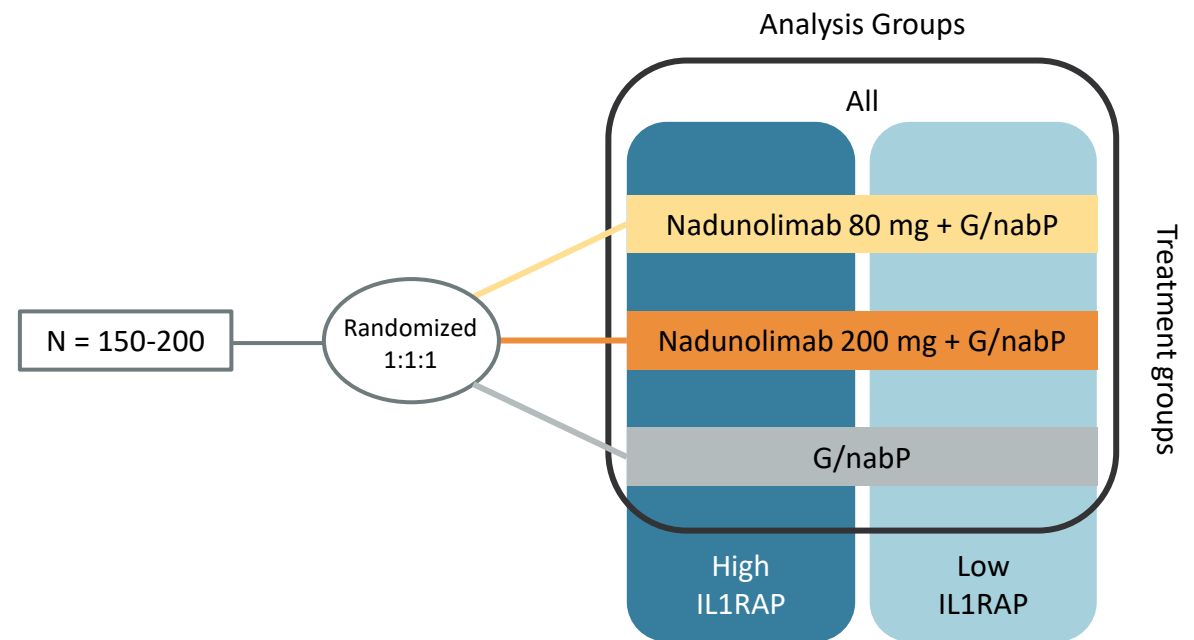 Analysis Groups
All
Nadunolimab 80 mg + G/nabP
N = 150-200
Randomized
1:1:1
Nadunolimab 200 mg + G/nabP
G/nabP
Treatment groups
High
IL1RAP
Low
IL1RAP